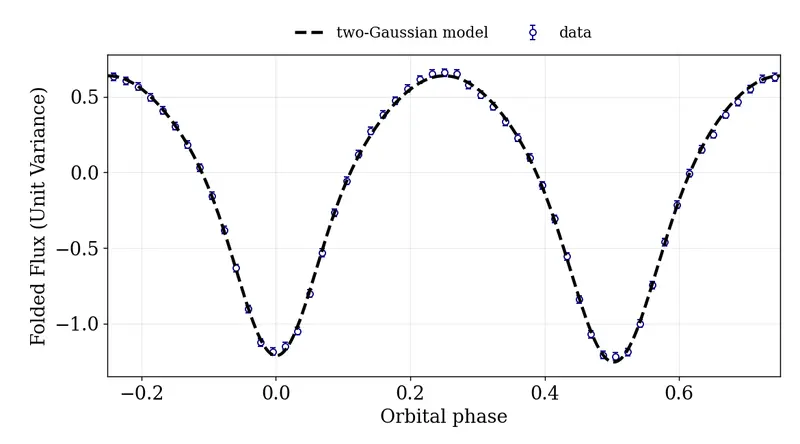 two-Gaussian model
data
Folded Flux (Unit Variance)
0.5
0.0
−0.5
−1.0
−0.2
0.0
0.2
0.4
0.6
Orbital phase